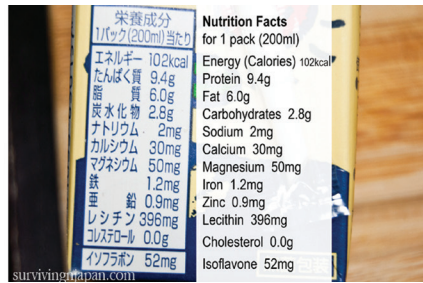 栄養成分
1パック(200ml)当たり
エネルギー 102kcal
たんぱく質 9.4g
脂質 6.0g
炭水化物 2.8g
ナトリウム 2mg
カルシウム 30mg
マグネシウム 50mg
鉄 1.2mg
亜鉛 0.9mg
レシチン 396mg
コレステロール 0.0g
イソフラボン 52mg
Nutrition Facts
for 1 pack (200ml)
Energy (Calories) 102kcal
Protein 9.4g
Fat 6.0g
Carbohydrates 2.8g
Sodium 2mg
Calcium 30mg
Magnesium 50mg
Iron 1.2mg
Zinc 0.9mg
Lecithin 396mg
Cholesterol 0.0g
Isoflavone 52mg
survivingnjapan.com